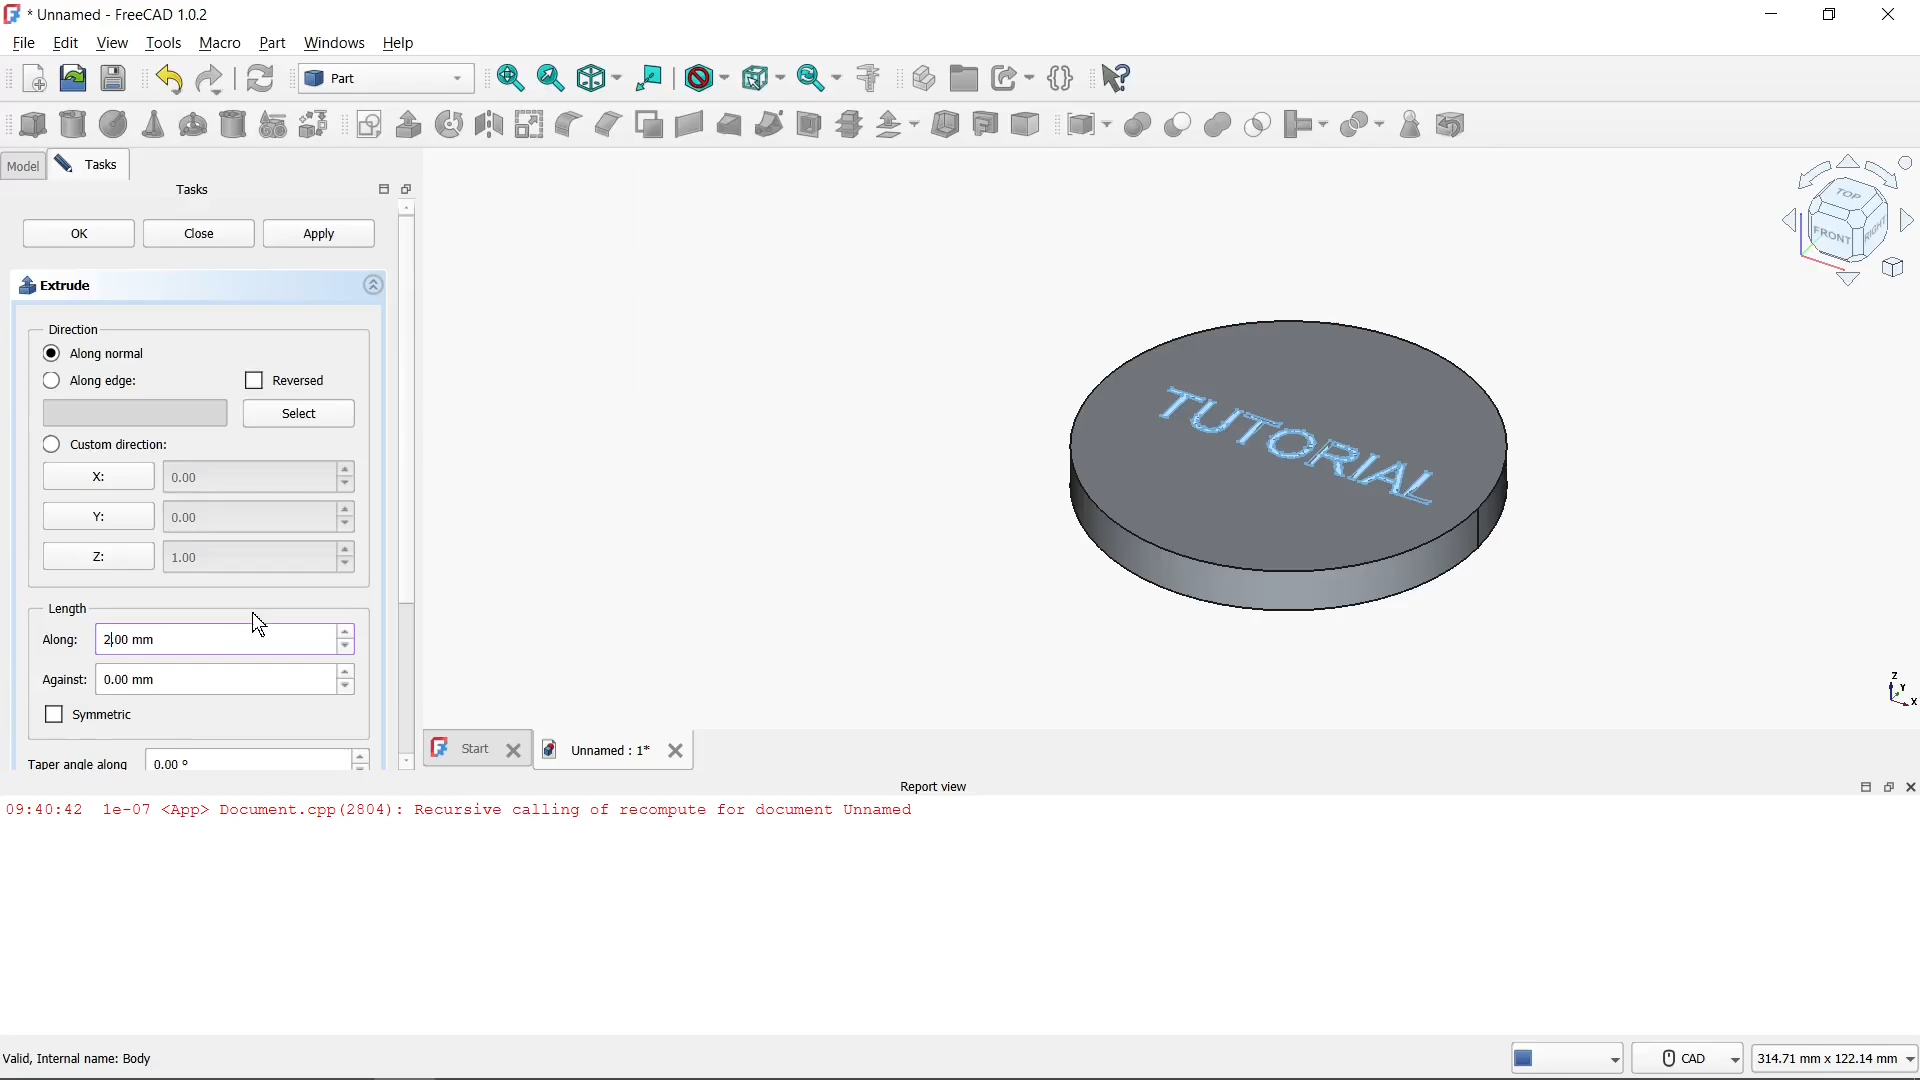 * Unnamed - FreeCAD 1.0.2
File Edit View Tools Macro Part Windows Help
Part
Model Tasks
Tasks
OK Close Apply
Extrude
Direction
Along normal
Along edge: Reversed
Select
Custom direction:
X: 0.00
Y: 0.00
Z: 1.00
Length
Along: 2.00 mm
Against: 0.00 mm
Symmetric
Taper angle along 0.00 °
TUTORIAL
TOP
FRONT RIGHT
Z
Y
X
Start Unnamed : 1*
Report view
09:40:42 1e-07 <App> Document.cpp(2804): Recursive calling of recompute for document Unnamed
Valid, Internal name: Body
CAD 314.71 mm x 122.14 mm